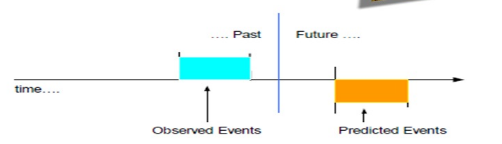 .... Past
Future ....
time....
Observed Events
Predicted Events